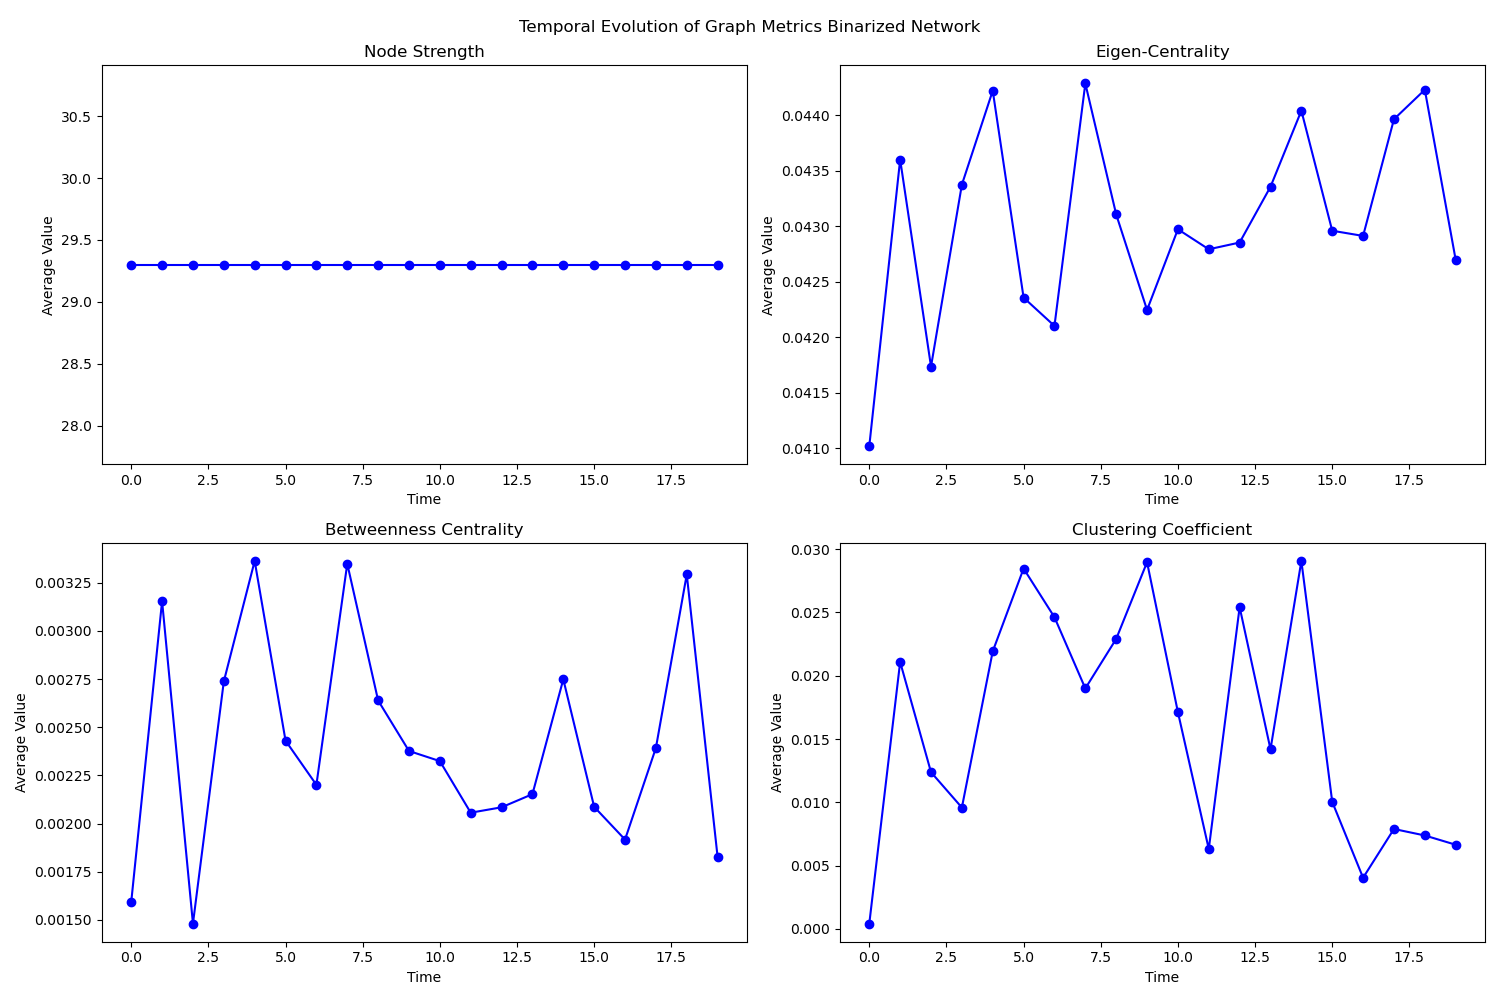 Temporal Evolution of Graph Metrics Binarized Network
Node Strength
30.5
30.0
29.5
29.0
28.5
28.0
Average Value
0.0 2.5 5.0 7.5 10.0 12.5 15.0 17.5
Time
Eigen-Centrality
0.0440
0.0435
0.0430
0.0425
0.0420
0.0415
0.0410
Average Value
0.0 2.5 5.0 7.5 10.0 12.5 15.0 17.5
Time
Betweenness Centrality
0.00325
0.00300
0.00275
0.00250
0.00225
0.00200
0.00175
0.00150
Average Value
0.0 2.5 5.0 7.5 10.0 12.5 15.0 17.5
Time
Clustering Coefficient
0.030
0.025
0.020
0.015
0.010
0.005
0.000
Average Value
0.0 2.5 5.0 7.5 10.0 12.5 15.0 17.5
Time